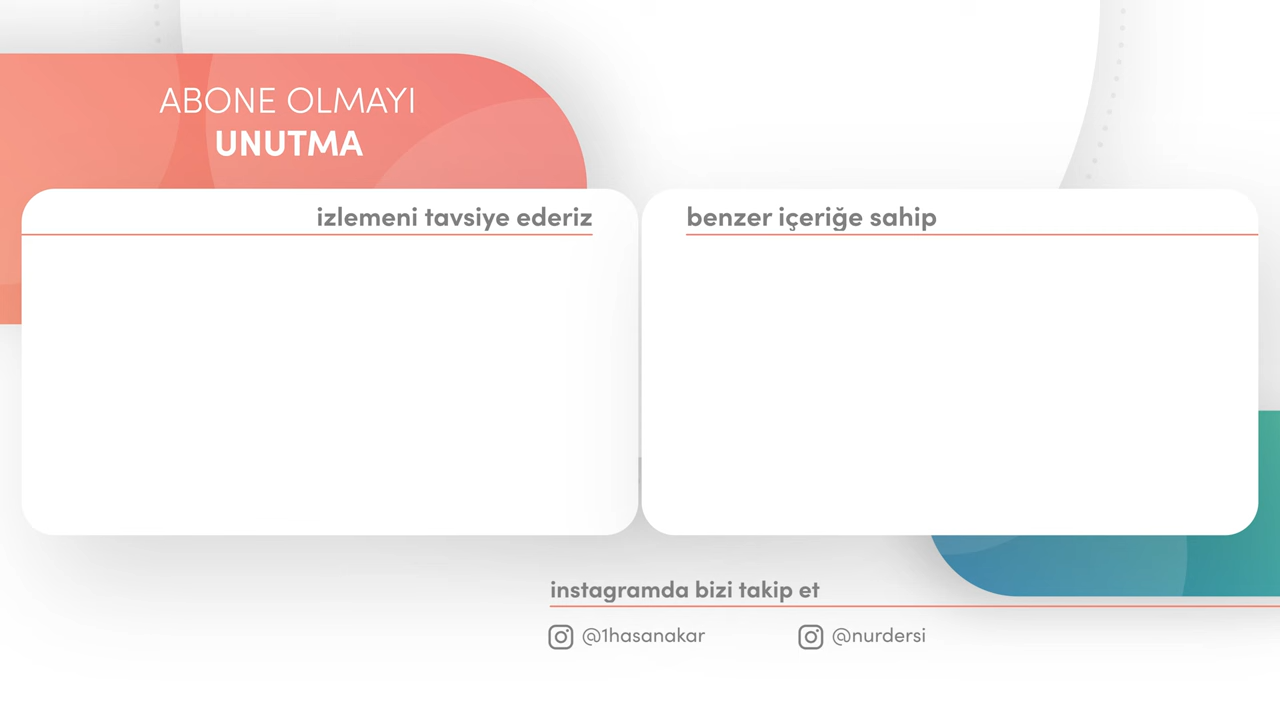 ABONE OLMAYI
UNUTMA
izlemeni tavsiye ederiz
benzer içeriğe sahip
instagramda bizi takip et
@1hasanakar
@nurdersi